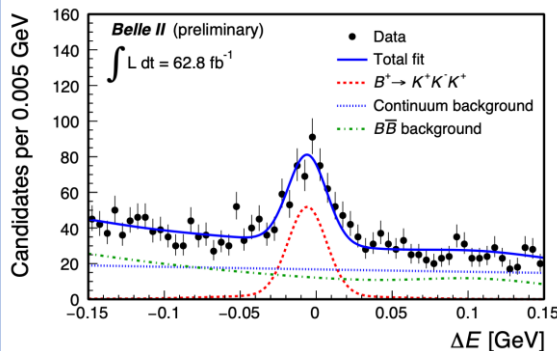 Candidates per 0.005 GeV
160
140
120
100
80
60
40
20
0
Belle II (preliminary)
∫ L dt = 62.8 fb⁻¹
Data
Total fit
B⁺→ K⁺K⁻K⁺
Continuum background
BB̅ background
−0.15 −0.1 −0.05 0 0.05 0.1 0.15
ΔE [GeV]